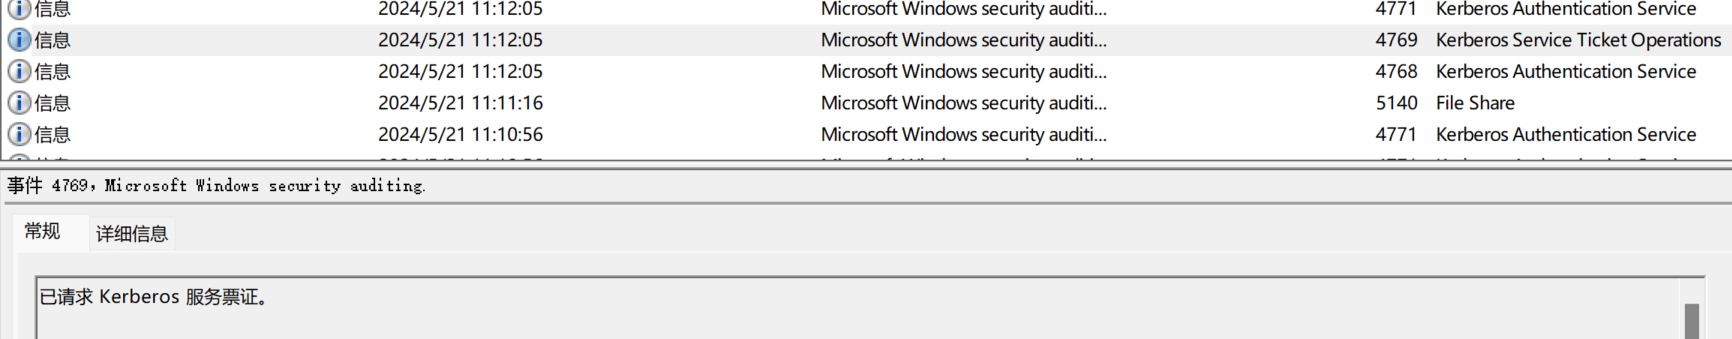 信息 2024/5/21 11:12:05 Microsoft Windows security auditi... 4771 Kerberos Authentication Service
信息 2024/5/21 11:12:05 Microsoft Windows security auditi... 4769 Kerberos Service Ticket Operations
信息 2024/5/21 11:12:05 Microsoft Windows security auditi... 4768 Kerberos Authentication Service
信息 2024/5/21 11:11:16 Microsoft Windows security auditi... 5140 File Share
信息 2024/5/21 11:10:56 Microsoft Windows security auditi... 4771 Kerberos Authentication Service
事件 4769，Microsoft Windows security auditing.
常规 详细信息
已请求 Kerberos 服务票证。